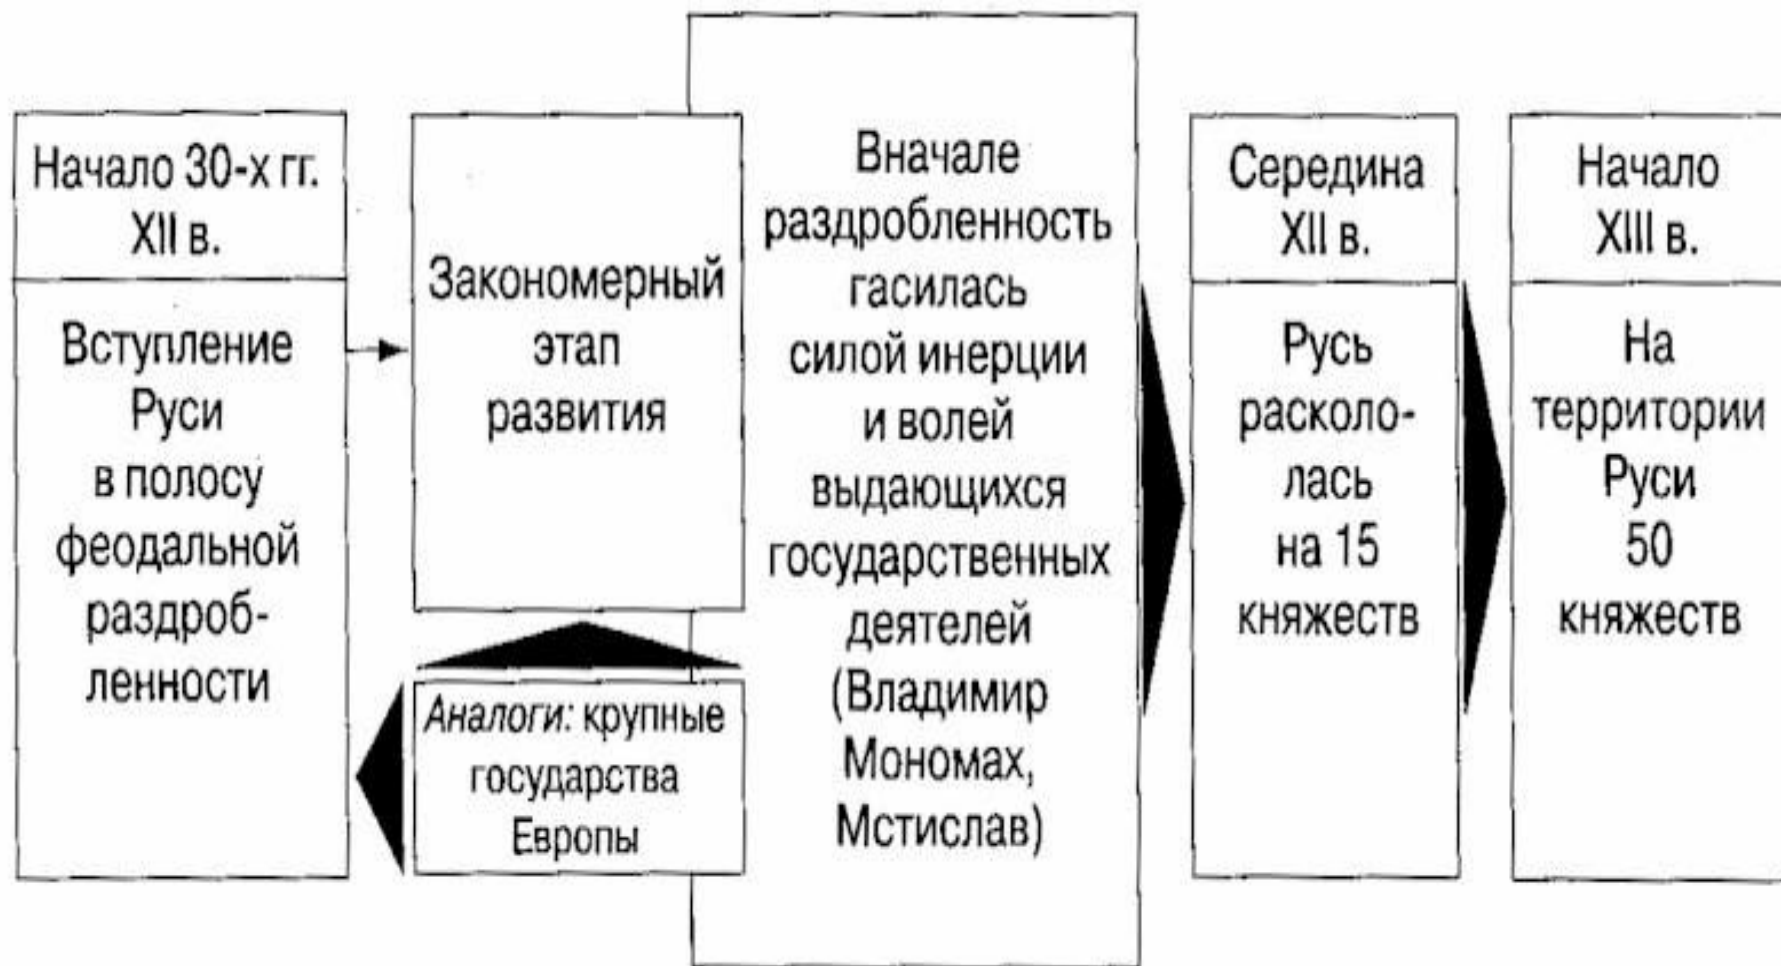 Начало 30-х гг.
XII в.
Вступление
Руси
в полосу
феодальной
раздроб-
ленности
Закономерный
этап
развития
Аналоги: крупные
государства
Европы
Вначале
раздробленность
гасилась
силой инерции
и волей
выдающихся
государственных
деятелей
(Владимир
Мономах,
Мстислав)
Середина
XII в.
Русь
расколо-
лась
на 15
княжеств
Начало
XIII в.
На
территории
Руси
50
княжеств